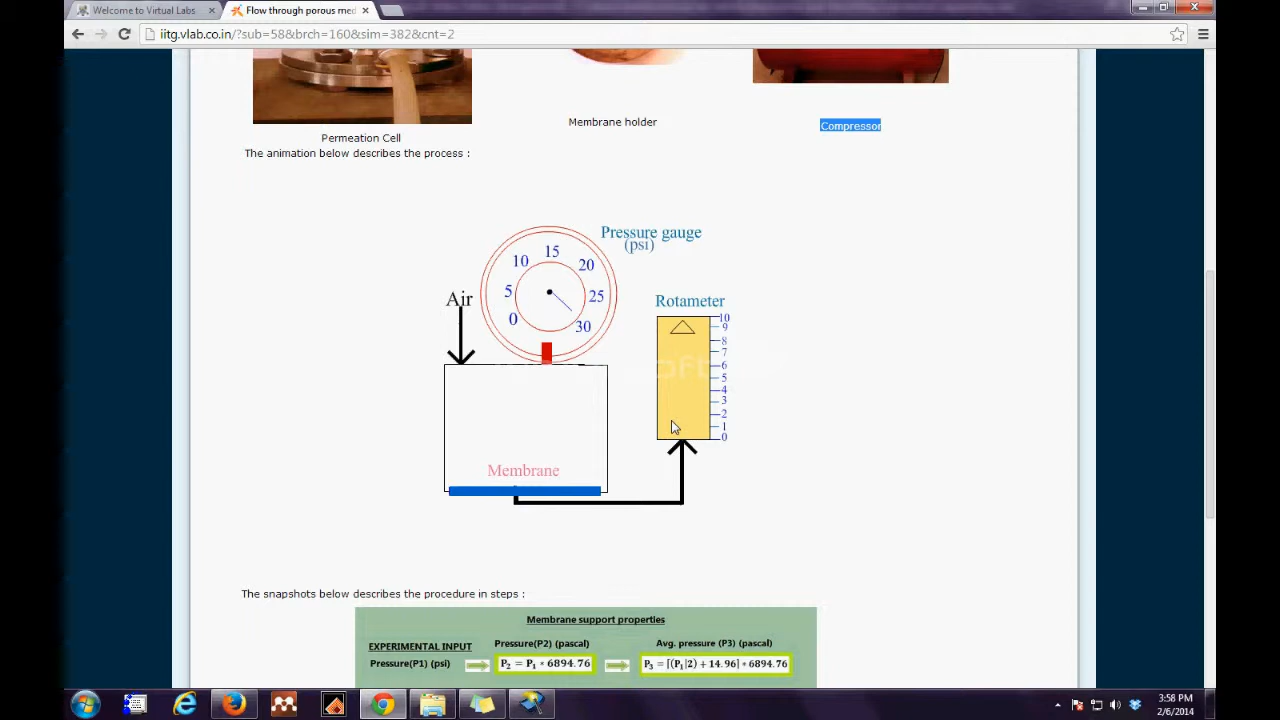 Welcome to Virtual Labs
Flow through porous med
iitg.vlab.co.in/?sub=58&brch=160&sim=382&cnt=2
Permeation Cell
Membrane holder
Compressor
The animation below describes the process :
Pressure gauge
(psi)
0
5
10
15
20
25
30
Air
Rotameter
10
9
8
7
6
5
4
3
2
1
0
Membrane
The snapshots below describes the procedure in steps :
Membrane support properties
EXPERIMENTAL INPUT
Pressure(P2) (pascal)
Avg. pressure (P3) (pascal)
Pressure(P1) (psi)
P₂ = P₁ * 6894.76
P₃ = [(P₁|2) + 14.96] * 6894.76
3:58 PM
2/6/2014